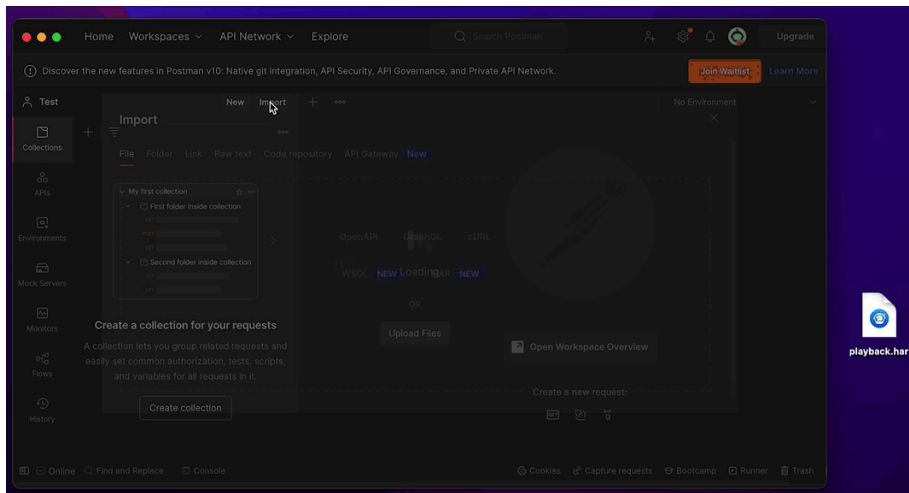 Home Workspaces API Network Explore Search Postman Upgrade
Discover the new features in Postman v10: Native git integration, API Security, API Governance, and Private API Network. Join Waitlist Learn More
Test New Import No Environment
Import
Collections
File Folder Link Raw text Code repository API Gateway New
APIs
My first collection
First folder inside collection
Environments
OpenAPI GraphQL cURL
Second folder inside collection
WSDL NEW Loading HAR NEW
Mock Servers
OR
Monitors
Create a collection for your requests
Upload Files
A collection lets you group related requests and
easily set common authorization, tests, scripts,
and variables for all requests in it.
Open Workspace Overview
playback.har
Flows
Create a new request:
History
Create collection
GET
Online Find and Replace Console Cookies Capture requests Bootcamp Runner Trash